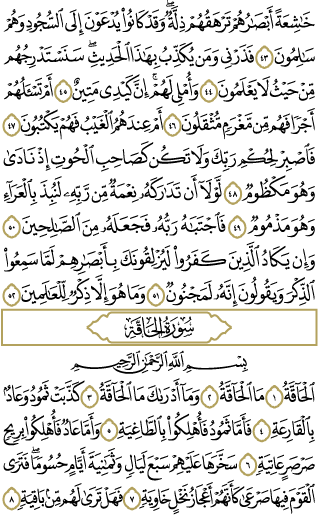 خَٰشِعَةً أَبْصَٰرُهُمْ تَرْهَقُهُمْ ذِلَّةٌ ۖ وَقَدْ كَانُوا۟ يُدْعَوْنَ إِلَى ٱلسُّجُودِ وَهُمْ
سَٰلِمُونَ ٤٣ فَذَرْنِى وَمَن يُكَذِّبُ بِهَٰذَا ٱلْحَدِيثِ ۖ سَنَسْتَدْرِجُهُم
مِّنْ حَيْثُ لَا يَعْلَمُونَ ٤٤ وَأُمْلِى لَهُمْ ۚ إِنَّ كَيْدِى مَتِينٌ ٤٥ أَمْ تَسْـَٔلُهُمْ
أَجْرًا فَهُم مِّن مَّغْرَمٍ مُّثْقَلُونَ ٤٦ أَمْ عِندَهُمُ ٱلْغَيْبُ فَهُمْ يَكْتُبُونَ ٤٧
فَٱصْبِرْ لِحُكْمِ رَبِّكَ وَلَا تَكُن كَصَاحِبِ ٱلْحُوتِ إِذْ نَادَىٰ
وَهُوَ مَكْظُومٌ ٤٨ لَّوْلَآ أَن تَدَٰرَكَهُۥ نِعْمَةٌ مِّن رَّبِّهِۦ لَنُبِذَ بِٱلْعَرَآءِ
وَهُوَ مَذْمُومٌ ٤٩ فَٱجْتَبَٰهُ رَبُّهُۥ فَجَعَلَهُۥ مِنَ ٱلصَّٰلِحِينَ ٥٠
وَإِن يَكَادُ ٱلَّذِينَ كَفَرُوا۟ لَيُزْلِقُونَكَ بِأَبْصَٰرِهِمْ لَمَّا سَمِعُوا۟
ٱلذِّكْرَ وَيَقُولُونَ إِنَّهُۥ لَمَجْنُونٌ ٥١ وَمَا هُوَ إِلَّا ذِكْرٌ لِّلْعَٰلَمِينَ ٥٢
سُورَةُ الحَاقَّةِ
بِسْمِ ٱللَّهِ ٱلرَّحْمَٰنِ ٱلرَّحِيمِ
ٱلْحَآقَّةُ ١ مَا ٱلْحَآقَّةُ ٢ وَمَآ أَدْرَىٰكَ مَا ٱلْحَآقَّةُ ٣ كَذَّبَتْ ثَمُودُ وَعَادٌۢ
بِٱلْقَارِعَةِ ٤ فَأَمَّا ثَمُودُ فَأُهْلِكُوا۟ بِٱلطَّاغِيَةِ ٥ وَأَمَّا عَادٌ فَأُهْلِكُوا۟ بِرِيحٍ
صَرْصَرٍ عَاتِيَةٍ ٦ سَخَّرَهَا عَلَيْهِمْ سَبْعَ لَيَالٍ وَثَمَٰنِيَةَ أَيَّامٍ حُسُومًا ۖ فَتَرَى
ٱلْقَوْمَ فِيهَا صَرْعَىٰ كَأَنَّهُمْ أَعْجَازُ نَخْلٍ خَاوِيَةٍ ٧ فَهَلْ تَرَىٰ لَهُم مِّنۢ بَاقِيَةٍ ٨